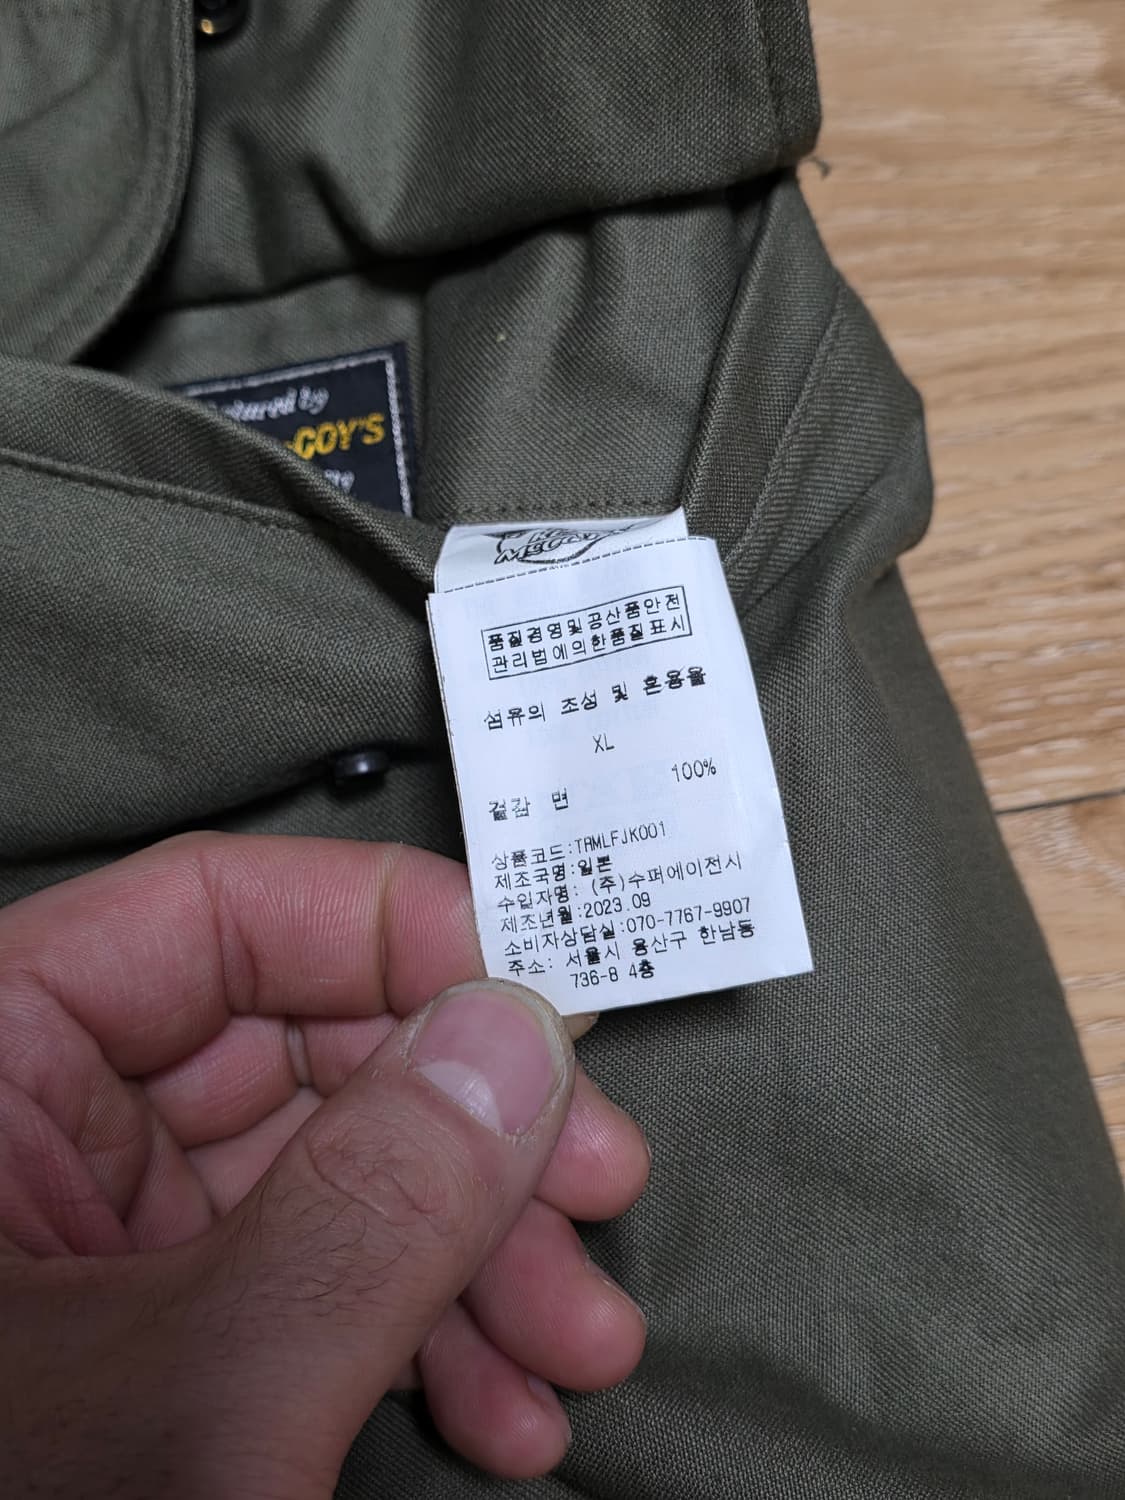 COY'S
품질경영및공산품안전
관리법에의한품질표시
섬유의 조성 및 혼용율
XL
100%
겉감 면
상품코드:TRMLFJK001
제조국명:일본
수입자명: (주)수퍼에이전시
제조년월:2023.09
소비자상담실:070-7767-9907
주소: 서울시 용산구 한남동
736-8 4층